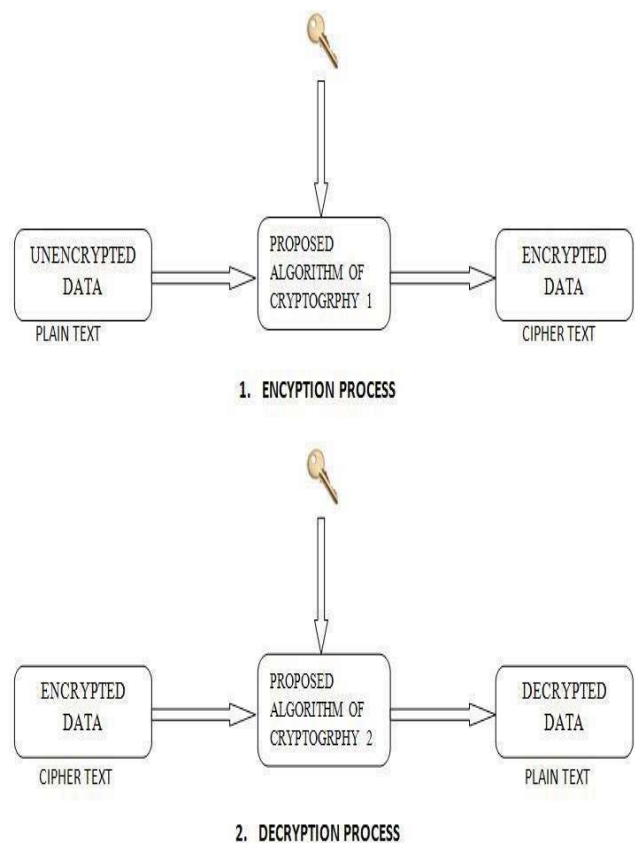 UNENCRYPTED
DATA
PLAIN TEXT
PROPOSED
ALGORITHM OF
CRYPTOGRPHY 1
ENCRYPTED
DATA
CIPHER TEXT
1. ENCYPTION PROCESS
ENCRYPTED
DATA
CIPHER TEXT
PROPOSED
ALGORITHM OF
CRYPTOGRPHY 2
DECRYPTED
DATA
PLAIN TEXT
2. DECRYPTION PROCESS